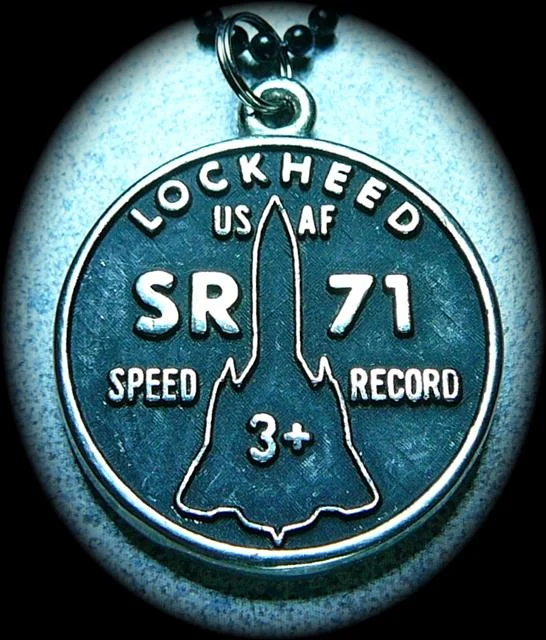 LOCKHEED
US AF
SR 71
SPEED RECORD
3+